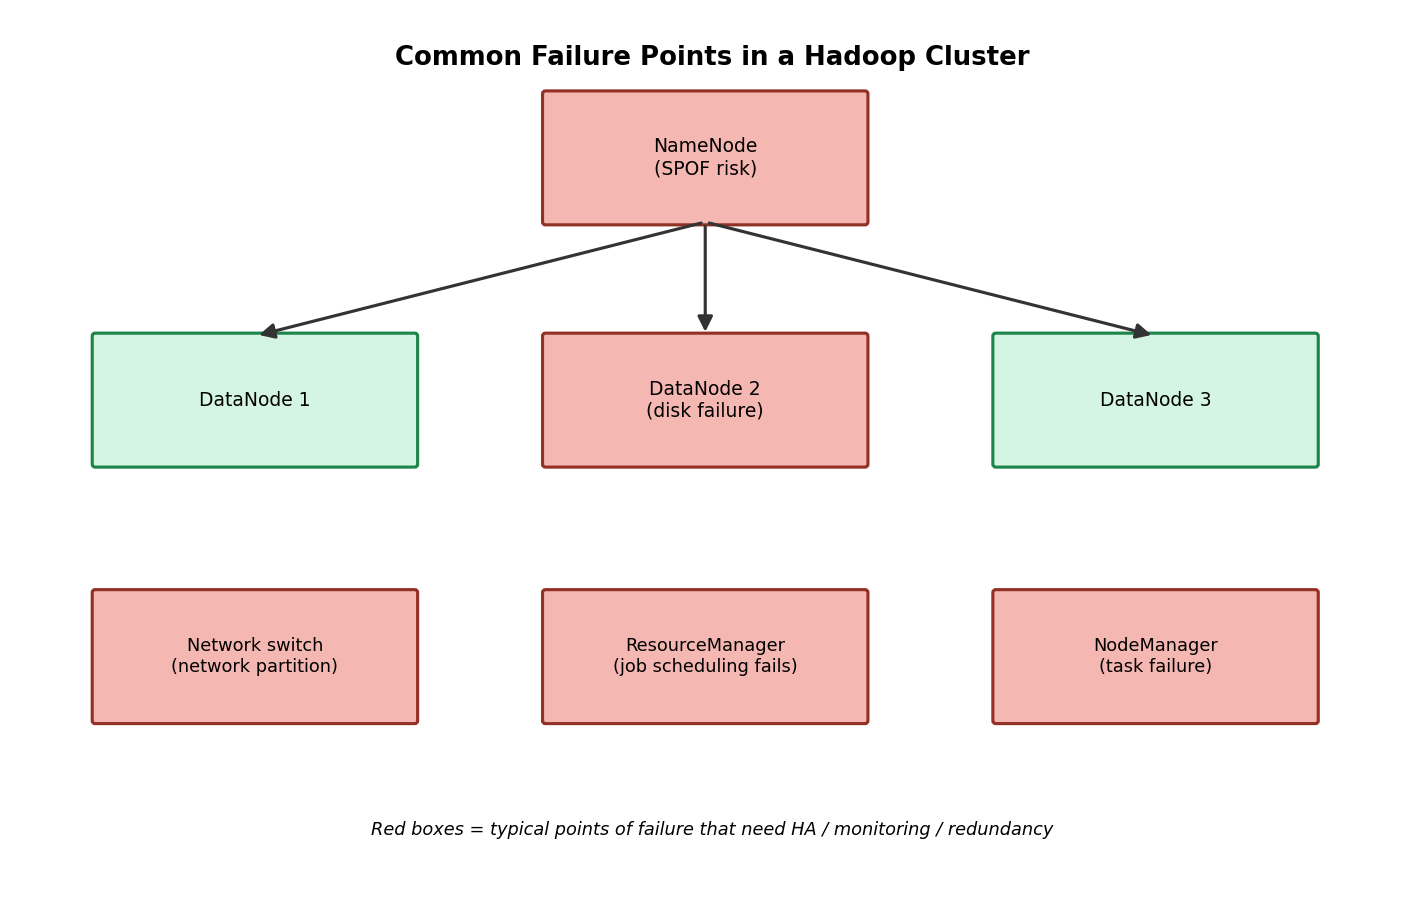 Common Failure Points in a Hadoop Cluster
NameNode
(SPOF risk)
DataNode 1
DataNode 2
(disk failure)
DataNode 3
Network switch
(network partition)
ResourceManager
(job scheduling fails)
NodeManager
(task failure)
Red boxes = typical points of failure that need HA / monitoring / redundancy